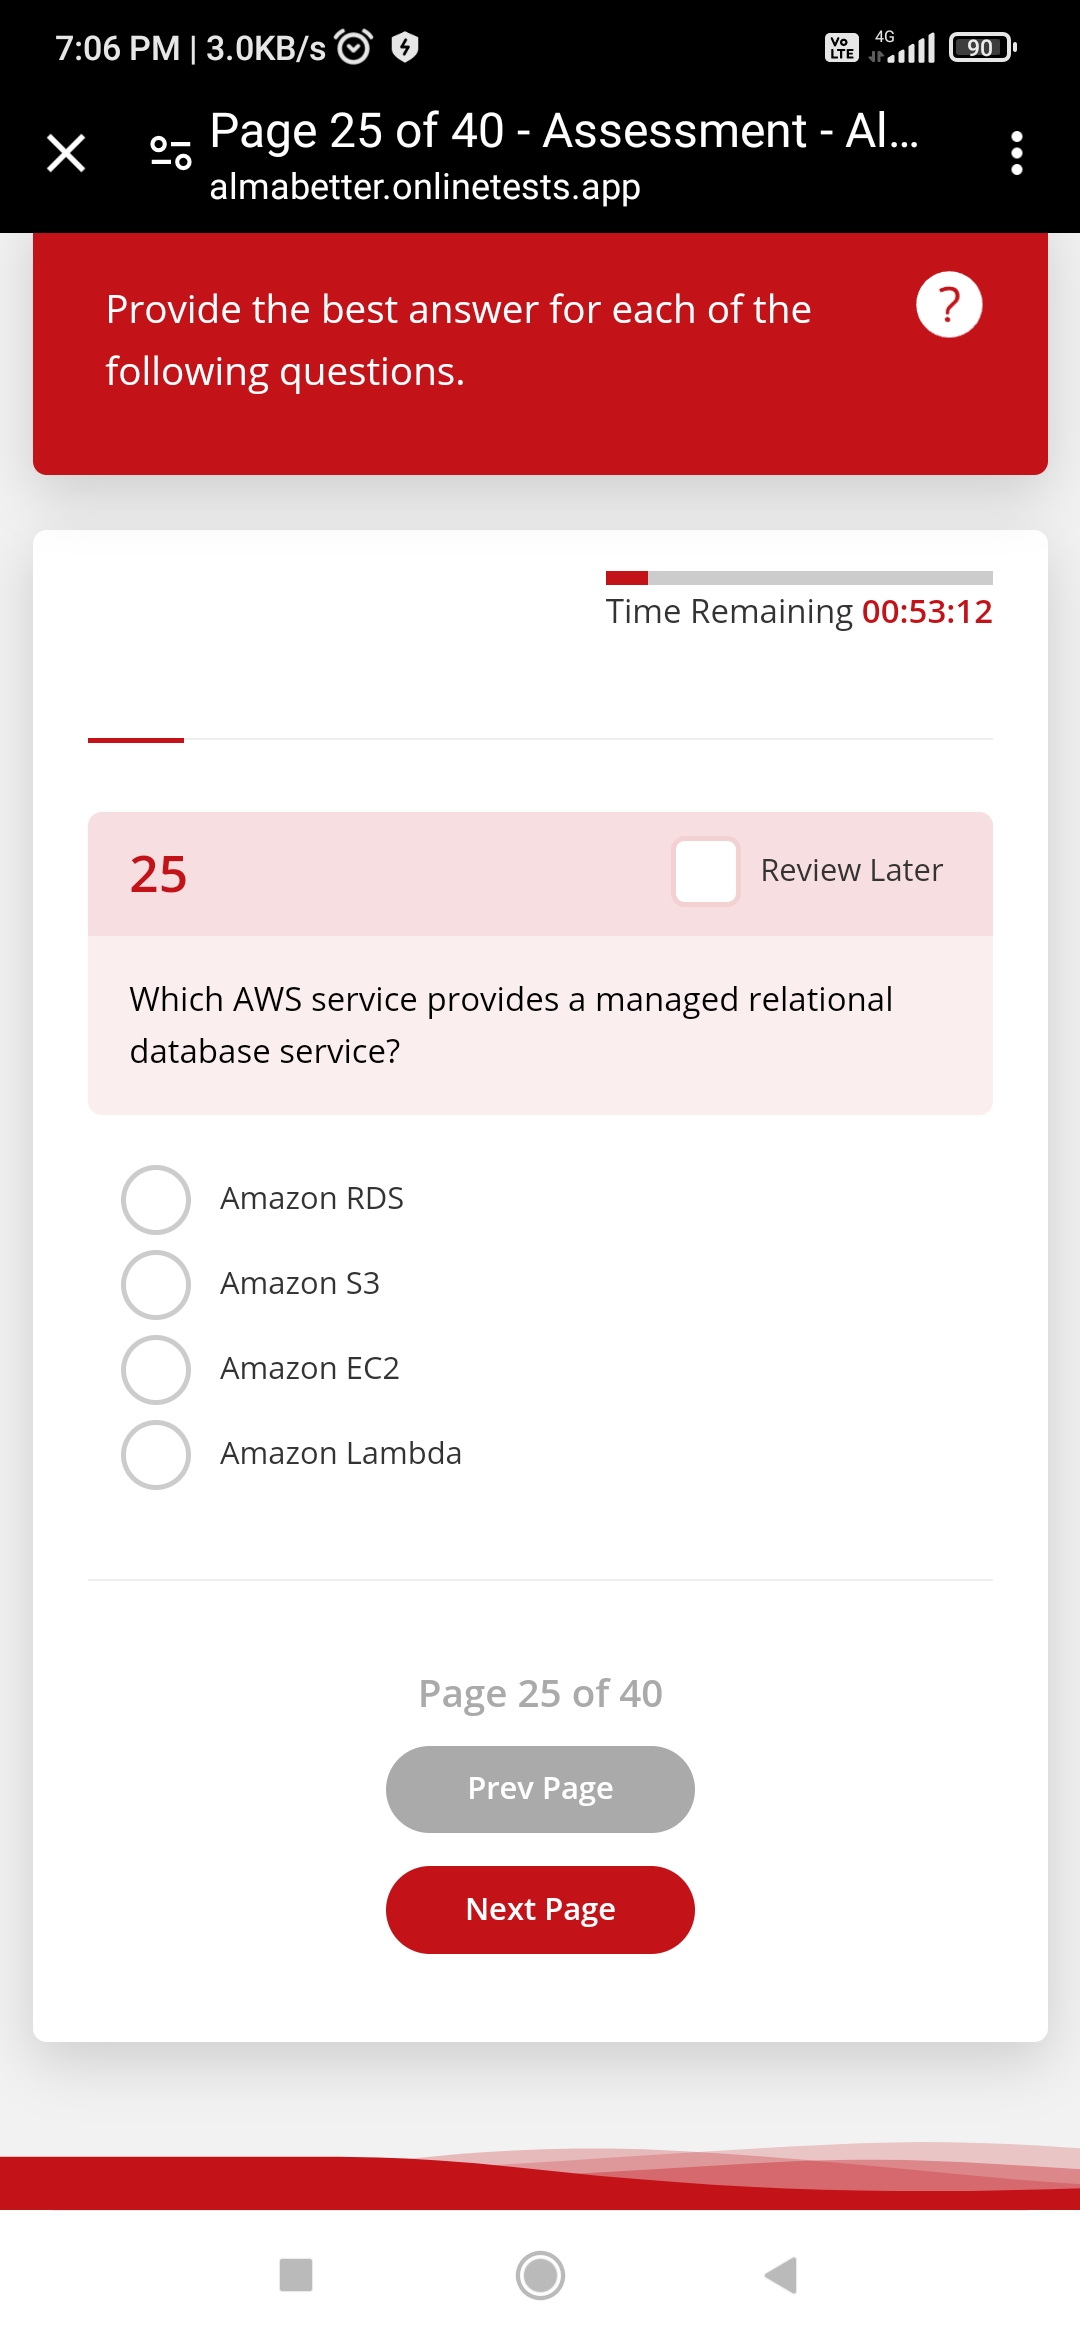 7:06 PM | 3.0KB/s
Vo LTE 4G 90
Page 25 of 40 - Assessment - Al...
almabetter.onlinetests.app
Provide the best answer for each of the
following questions.
?
Time Remaining 00:53:12
25
Review Later
Which AWS service provides a managed relational
database service?
Amazon RDS
Amazon S3
Amazon EC2
Amazon Lambda
Page 25 of 40
Prev Page
Next Page